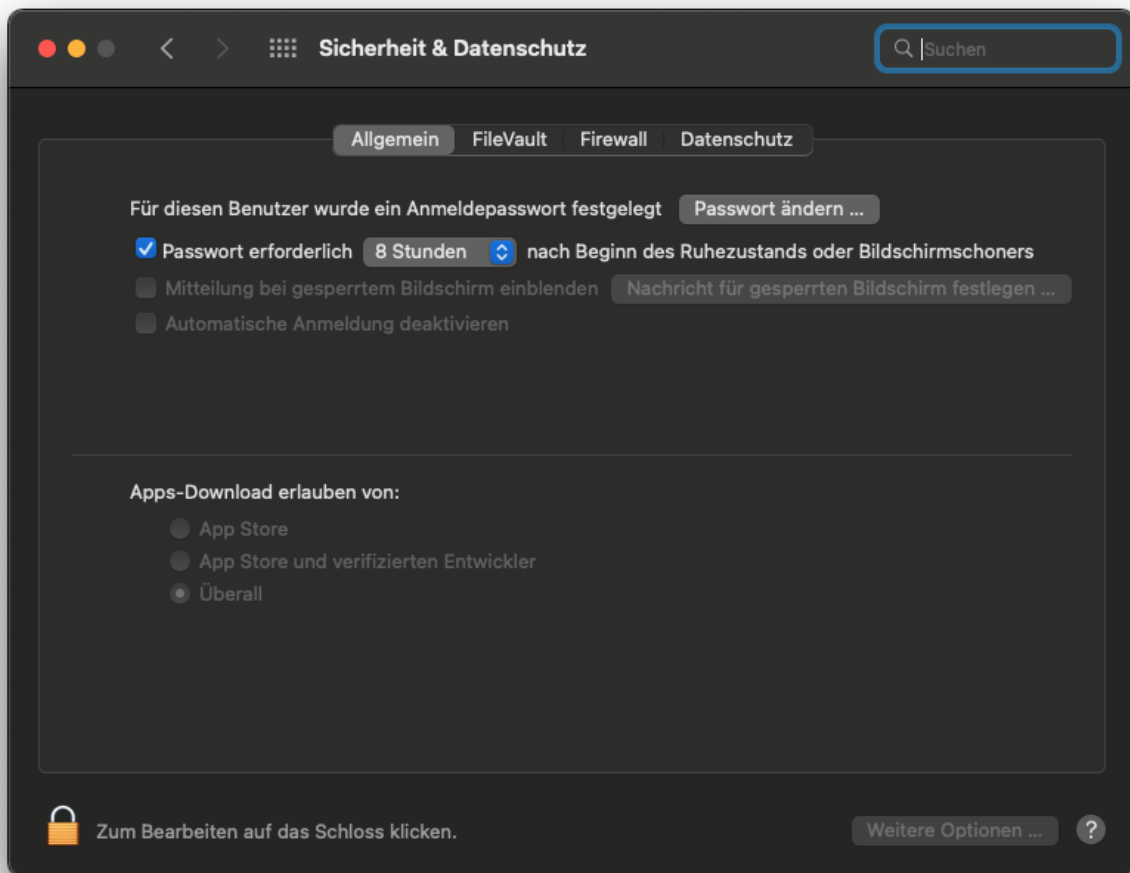 Sicherheit & Datenschutz
Suchen
Allgemein FileVault Firewall Datenschutz
Für diesen Benutzer wurde ein Anmeldepasswort festgelegt Passwort ändern ...
Passwort erforderlich 8 Stunden nach Beginn des Ruhezustands oder Bildschirmschoners
Mitteilung bei gesperrtem Bildschirm einblenden Nachricht für gesperrten Bildschirm festlegen ...
Automatische Anmeldung deaktivieren
Apps-Download erlauben von:
App Store
App Store und verifizierten Entwickler
Überall
Zum Bearbeiten auf das Schloss klicken.
Weitere Optionen ... ?